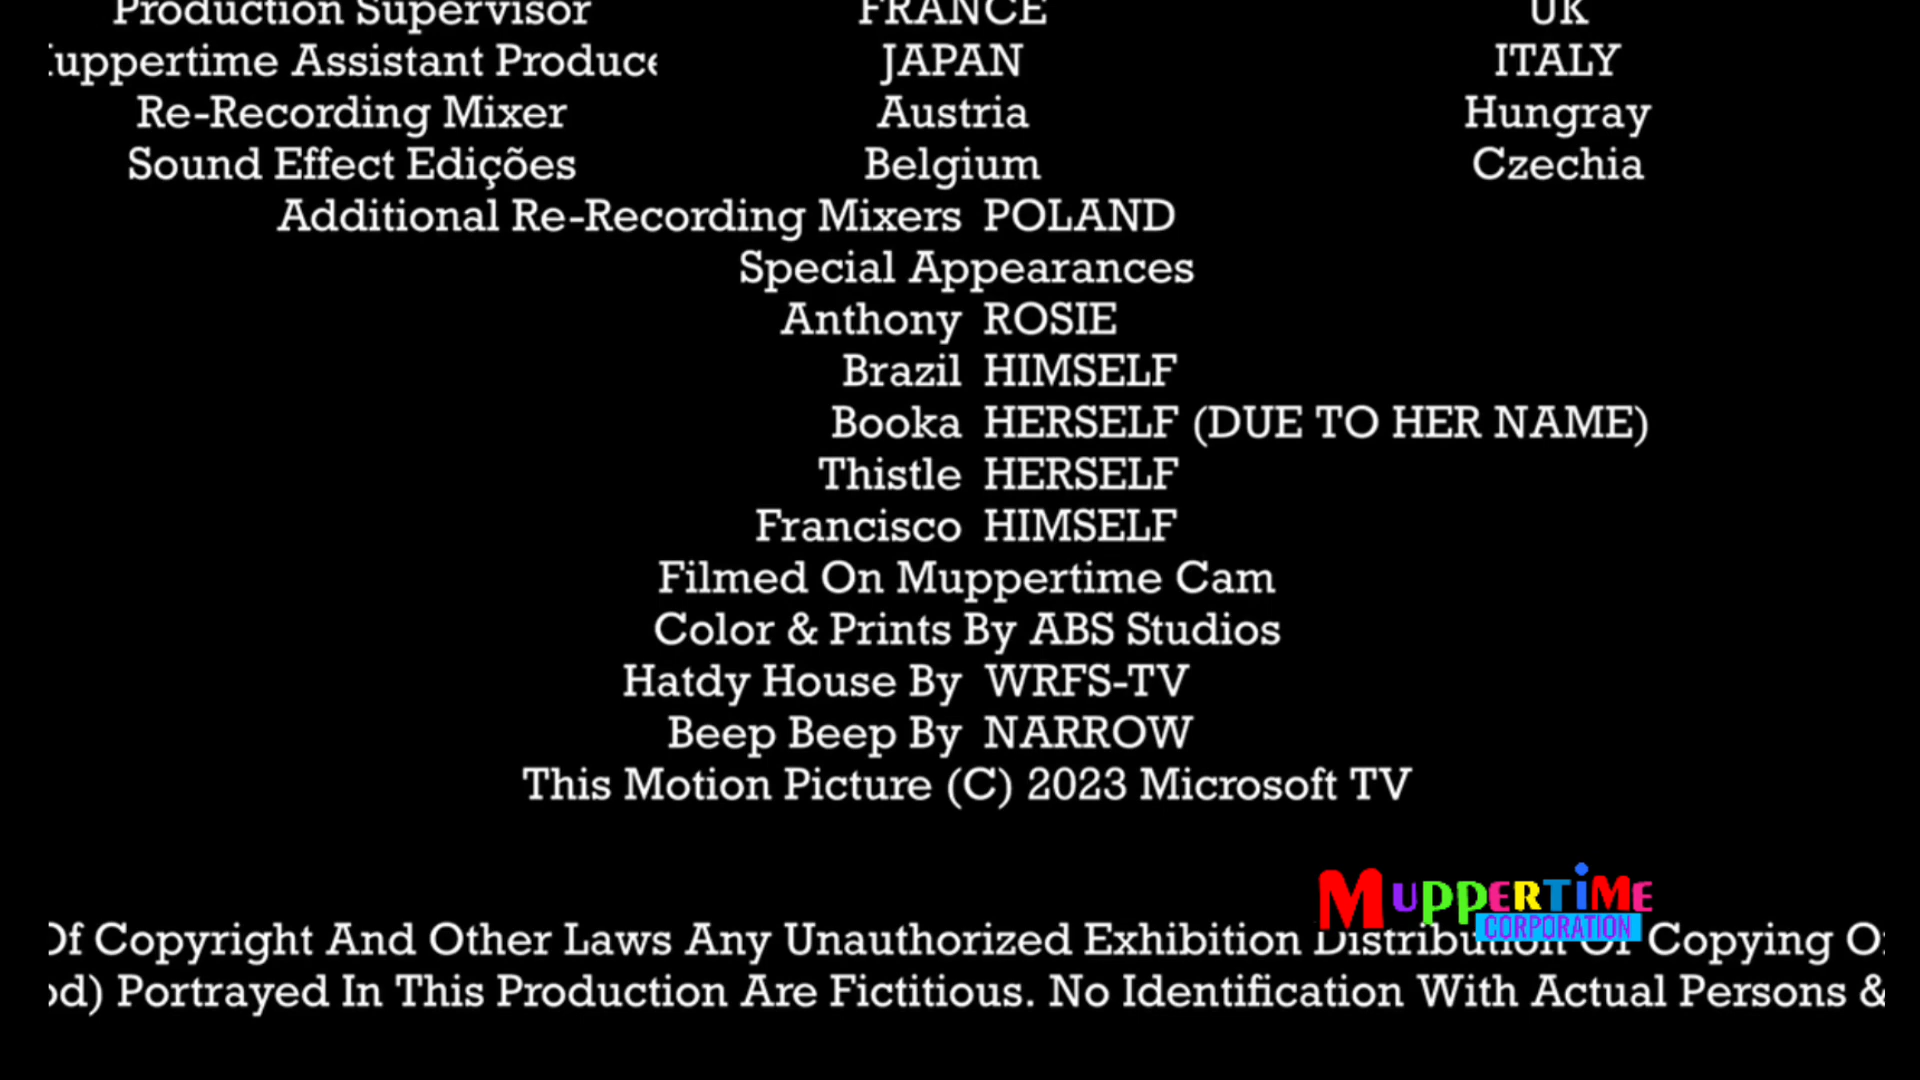 Production Supervisor FRANCE UK
uppertime Assistant Produce JAPAN ITALY
Re-Recording Mixer Austria Hungray
Sound Effect Edições Belgium Czechia
Additional Re-Recording Mixers POLAND
Special Appearances
Anthony ROSIE
Brazil HIMSELF
Booka HERSELF (DUE TO HER NAME)
Thistle HERSELF
Francisco HIMSELF
Filmed On Muppertime Cam
Color & Prints By ABS Studios
Hatdy House By WRFS-TV
Beep Beep By NARROW
This Motion Picture (C) 2023 Microsoft TV
MUPPERTiME
CORPORATION
Of Copyright And Other Laws Any Unauthorized Exhibition Distribution Or Copying O
od) Portrayed In This Production Are Fictitious. No Identification With Actual Persons &